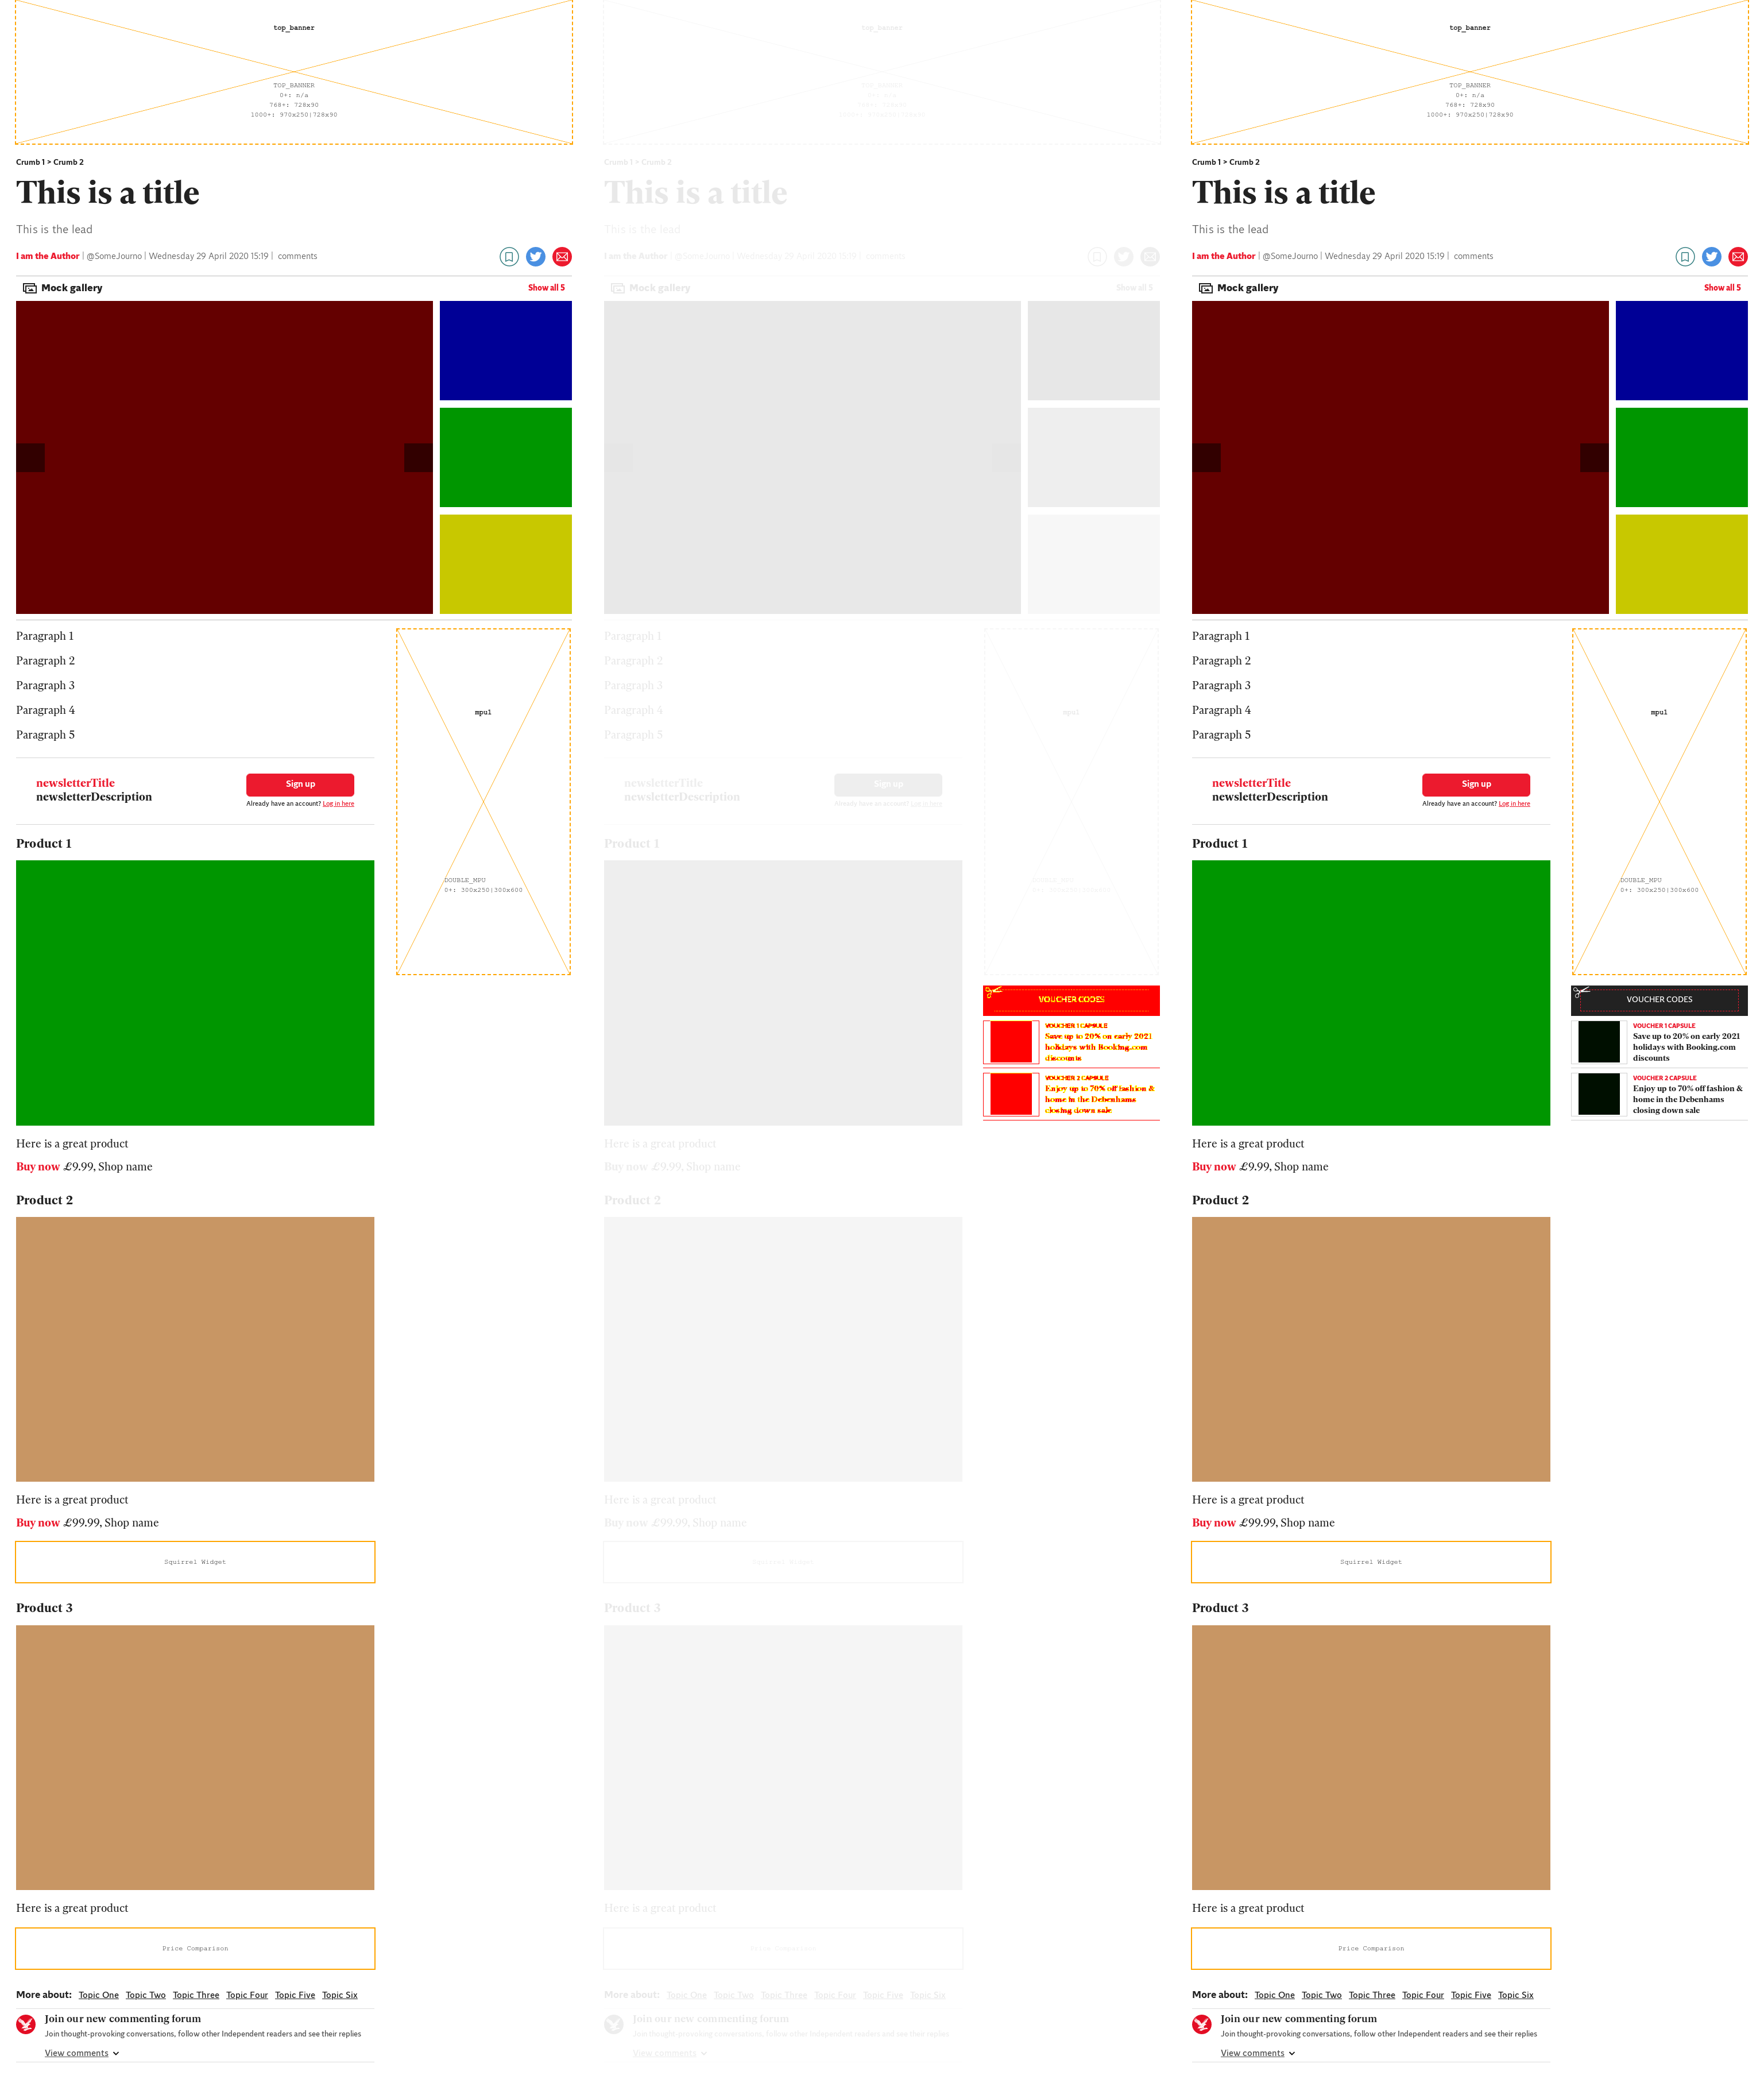 top_banner
TOP_BANNER
0+: n/a
768+: 728x90
1000+: 970x250|728x90
Crumb 1 > Crumb 2
This is a title
This is the lead
I am the Author | @SomeJourno | Wednesday 29 April 2020 15:19 | comments
Mock gallery
Show all 5
Paragraph 1
Paragraph 2
Paragraph 3
Paragraph 4
Paragraph 5
mpu1
DOUBLE_MPU
0+: 300x250|300x600
newsletterTitle
newsletterDescription
Sign up
Already have an account? Log in here
Product 1
Here is a great product
Buy now £9.99, Shop name
Product 2
Here is a great product
Buy now £99.99, Shop name
Squirrel Widget
Product 3
Here is a great product
Price Comparison
More about: Topic One Topic Two Topic Three Topic Four Topic Five Topic Six
Join our new commenting forum
Join thought-provoking conversations, follow other Independent readers and see their replies
View comments
top_banner
Crumb 1 > Crumb 2
This is a title
This is the lead
I am the Author | @SomeJourno | Wednesday 29 April 2020 15:19 | comments
Mock gallery
Show all 5
Paragraph 1
Paragraph 2
Paragraph 3
Paragraph 4
Paragraph 5
mpu1
newsletterTitle
newsletterDescription
Sign up
Already have an account? Log in here
Product 1
VOUCHER CODES
VOUCHER 1 CAPSULE
Save up to 20% on early 2021
holidays with Booking.com
discounts
VOUCHER 2 CAPSULE
Enjoy up to 70% off fashion &
home in the Debenhams
closing down sale
Here is a great product
Buy now £9.99, Shop name
Product 2
Here is a great product
Buy now £99.99, Shop name
Product 3
Here is a great product
More about: Topic One Topic Two Topic Three Topic Four Topic Five Topic Six
Join our new commenting forum
Join thought-provoking conversations, follow other Independent readers and see their replies
View comments
top_banner
TOP_BANNER
0+: n/a
768+: 728x90
1000+: 970x250|728x90
Crumb 1 > Crumb 2
This is a title
This is the lead
I am the Author | @SomeJourno | Wednesday 29 April 2020 15:19 | comments
Mock gallery
Show all 5
Paragraph 1
Paragraph 2
Paragraph 3
Paragraph 4
Paragraph 5
mpu1
DOUBLE_MPU
0+: 300x250|300x600
newsletterTitle
newsletterDescription
Sign up
Already have an account? Log in here
Product 1
VOUCHER CODES
VOUCHER 1 CAPSULE
Save up to 20% on early 2021
holidays with Booking.com
discounts
VOUCHER 2 CAPSULE
Enjoy up to 70% off fashion &
home in the Debenhams
closing down sale
Here is a great product
Buy now £9.99, Shop name
Product 2
Here is a great product
Buy now £99.99, Shop name
Squirrel Widget
Product 3
Here is a great product
Price Comparison
More about: Topic One Topic Two Topic Three Topic Four Topic Five Topic Six
Join our new commenting forum
Join thought-provoking conversations, follow other Independent readers and see their replies
View comments